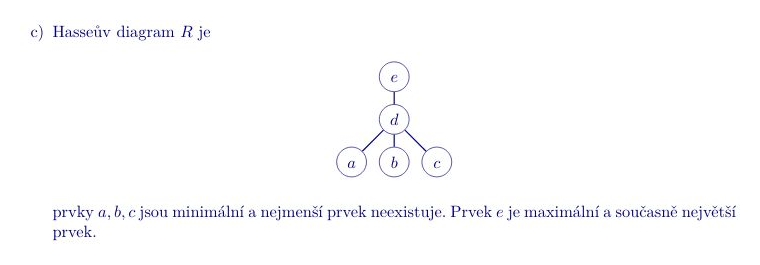 c) Hasseův diagram R je
e
d
a b c
prvky a, b, c jsou minimální a nejmenší prvek neexistuje. Prvek e je maximální a současně největší
prvek.